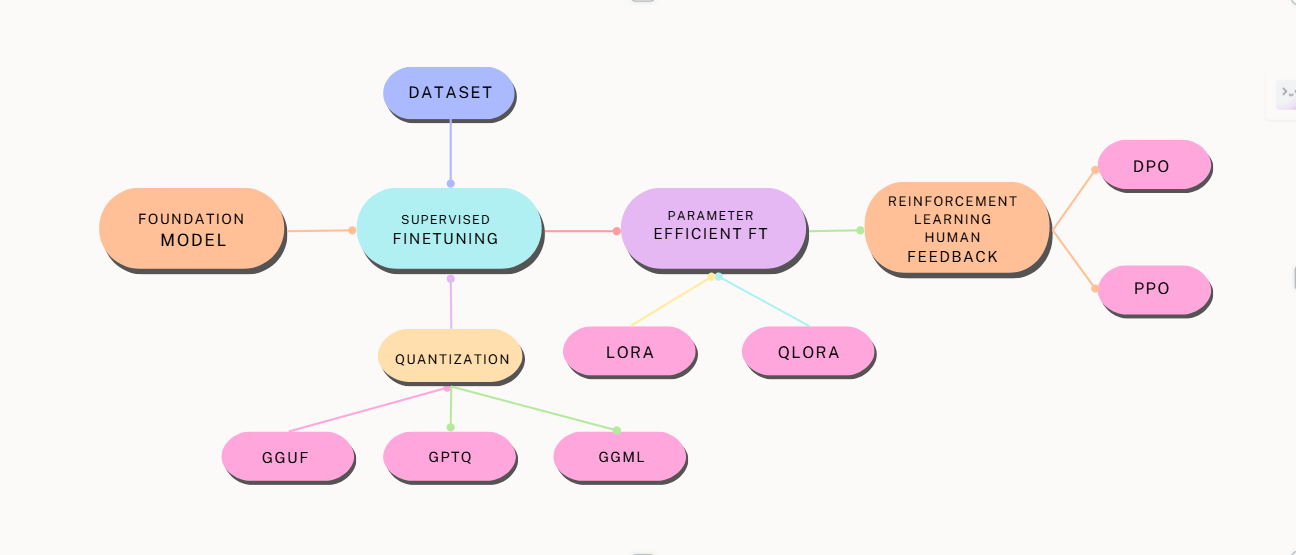 DATASET
FOUNDATION
MODEL
SUPERVISED
FINETUNING
PARAMETER
EFFICIENT FT
REINFORCEMENT
LEARNING
HUMAN
FEEDBACK
DPO
PPO
QUANTIZATION
LORA
QLORA
GGUF
GPTQ
GGML